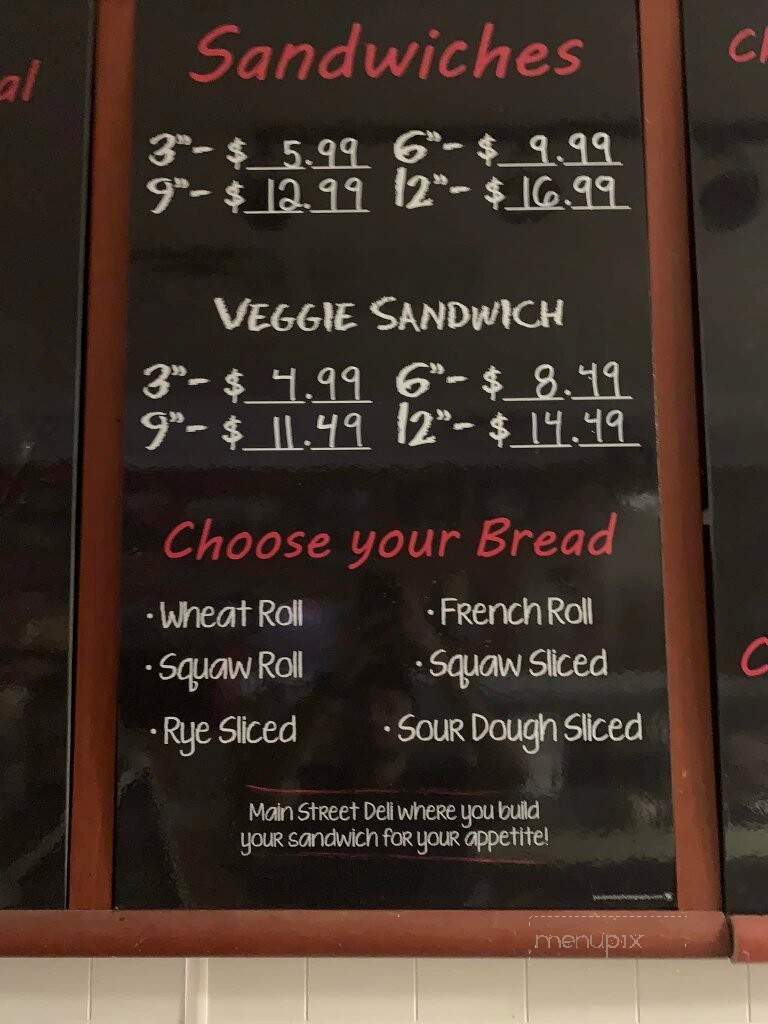 al
Sandwiches
3"- $ 5.99 6"- $ 9.99
9"- $ 12.99 12"- $ 16.99
VEGGIE SANDWICH
3"- $ 4.99 6"- $ 8.49
9"- $ 11.49 12"- $ 14.49
Choose your Bread
· Wheat Roll · French Roll
· Squaw Roll · Squaw Sliced
· Rye Sliced · Sour Dough Sliced
Main Street Deli where you build
your sandwich for your appetite!
menupix